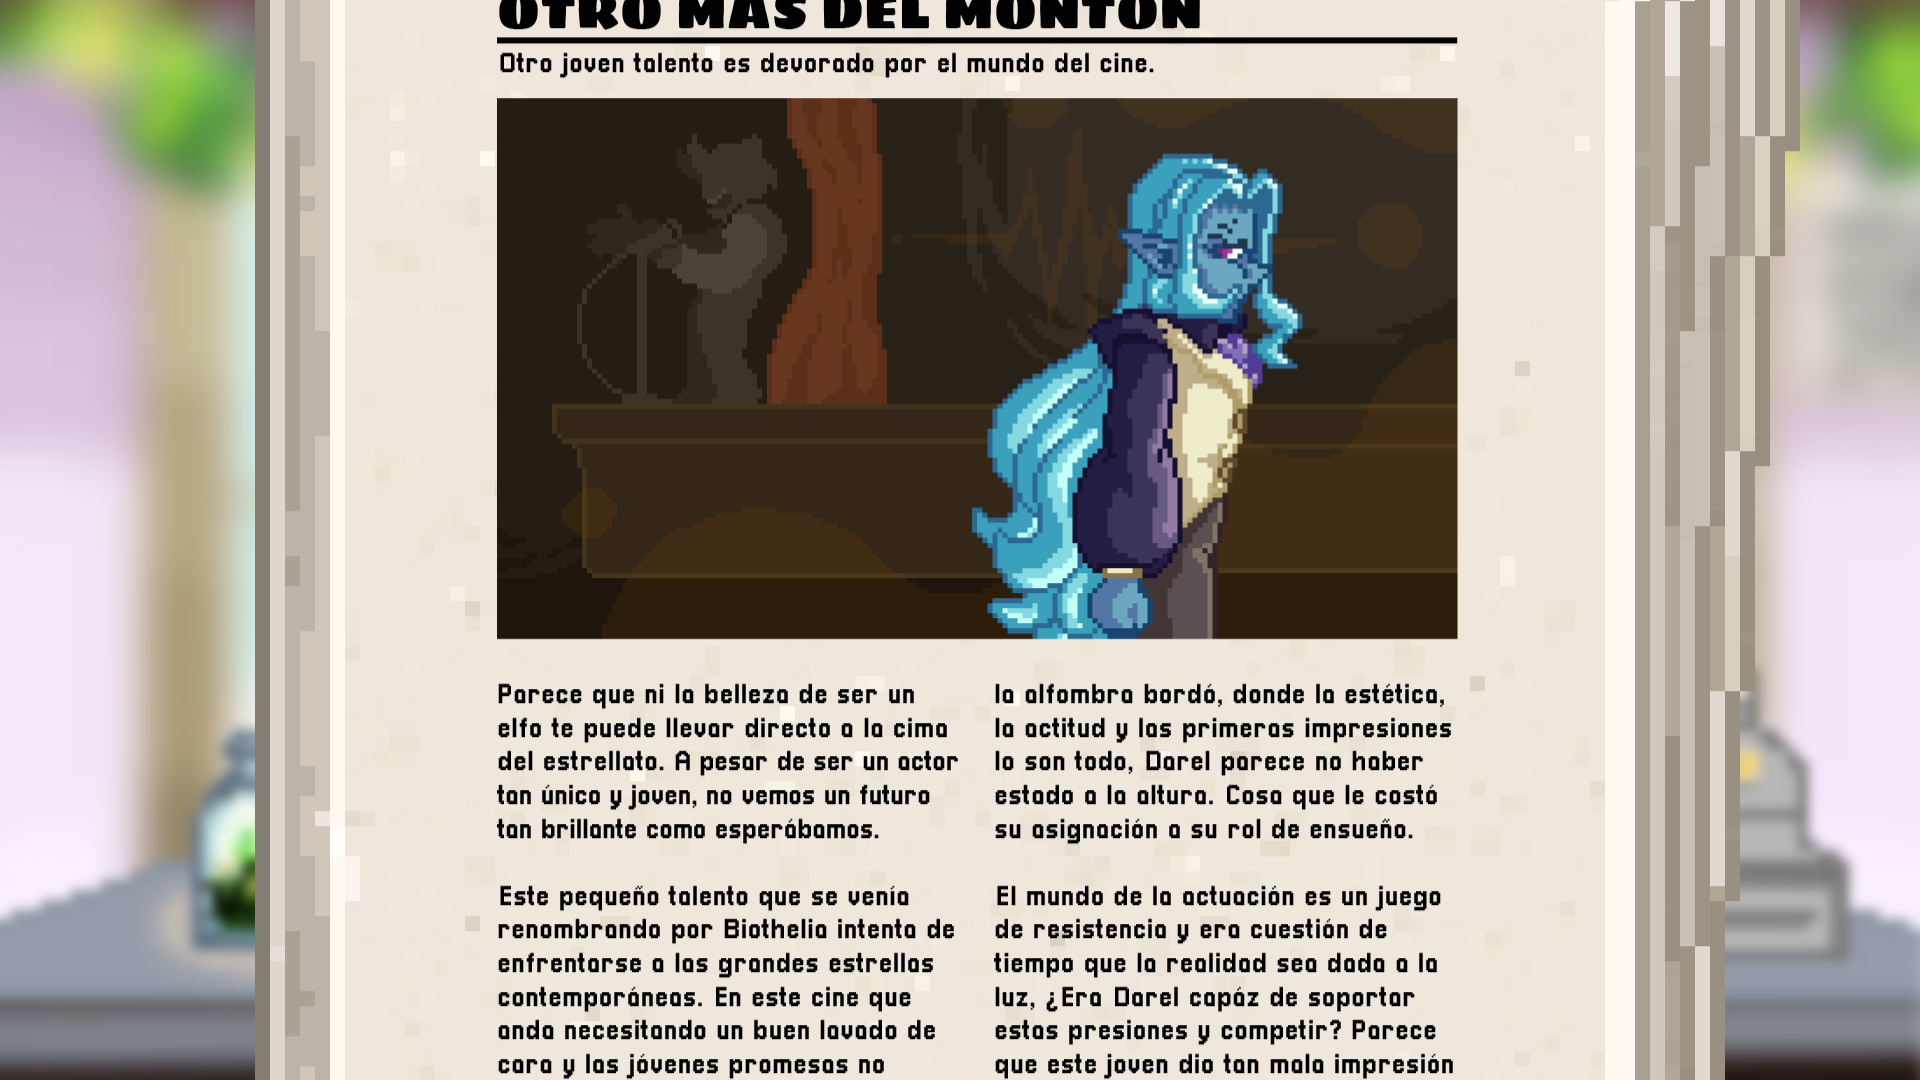 OTRO MÁS DEL MONTÓN
Otro joven talento es devorado por el mundo del cine.
Parece que ni la belleza de ser un
elfo te puede llevar directo a la cima
del estrellato. A pesar de ser un actor
tan único y joven, no vemos un futuro
tan brillante como esperábamos.
Este pequeño talento que se venía
renombrando por Biothelia intenta de
enfrentarse a las grandes estrellas
contemporáneas. En este cine que
anda necesitando un buen lavado de
cara y las jóvenes promesas no
la alfombra bordó, donde la estética,
la actitud y las primeras impresiones
lo son todo, Darel parece no haber
estado a la altura. Cosa que le costó
su asignación a su rol de ensueño.
El mundo de la actuación es un juego
de resistencia y era cuestión de
tiempo que la realidad sea dada a la
luz, ¿Era Darel capáz de soportar
estas presiones y competir? Parece
que este joven dio tan mala impresión